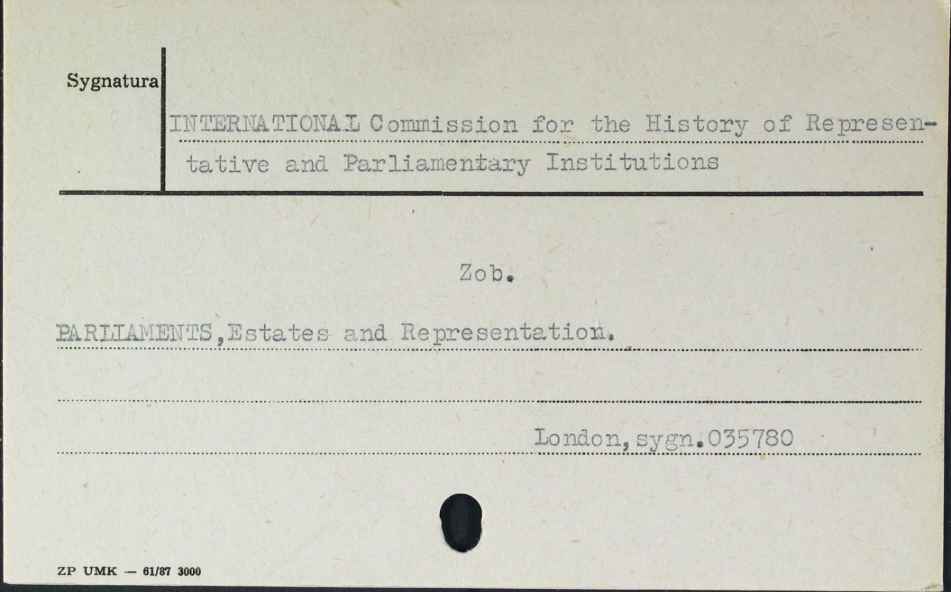 Sygnatura
INTERNATIONAL Commission for the History of Represen-
tative and Parliamentary Institutions
Zob.
PARLIAMENTS,Estates and Representation.
London,sygn.035780
ZP UMK — 61/87 3000